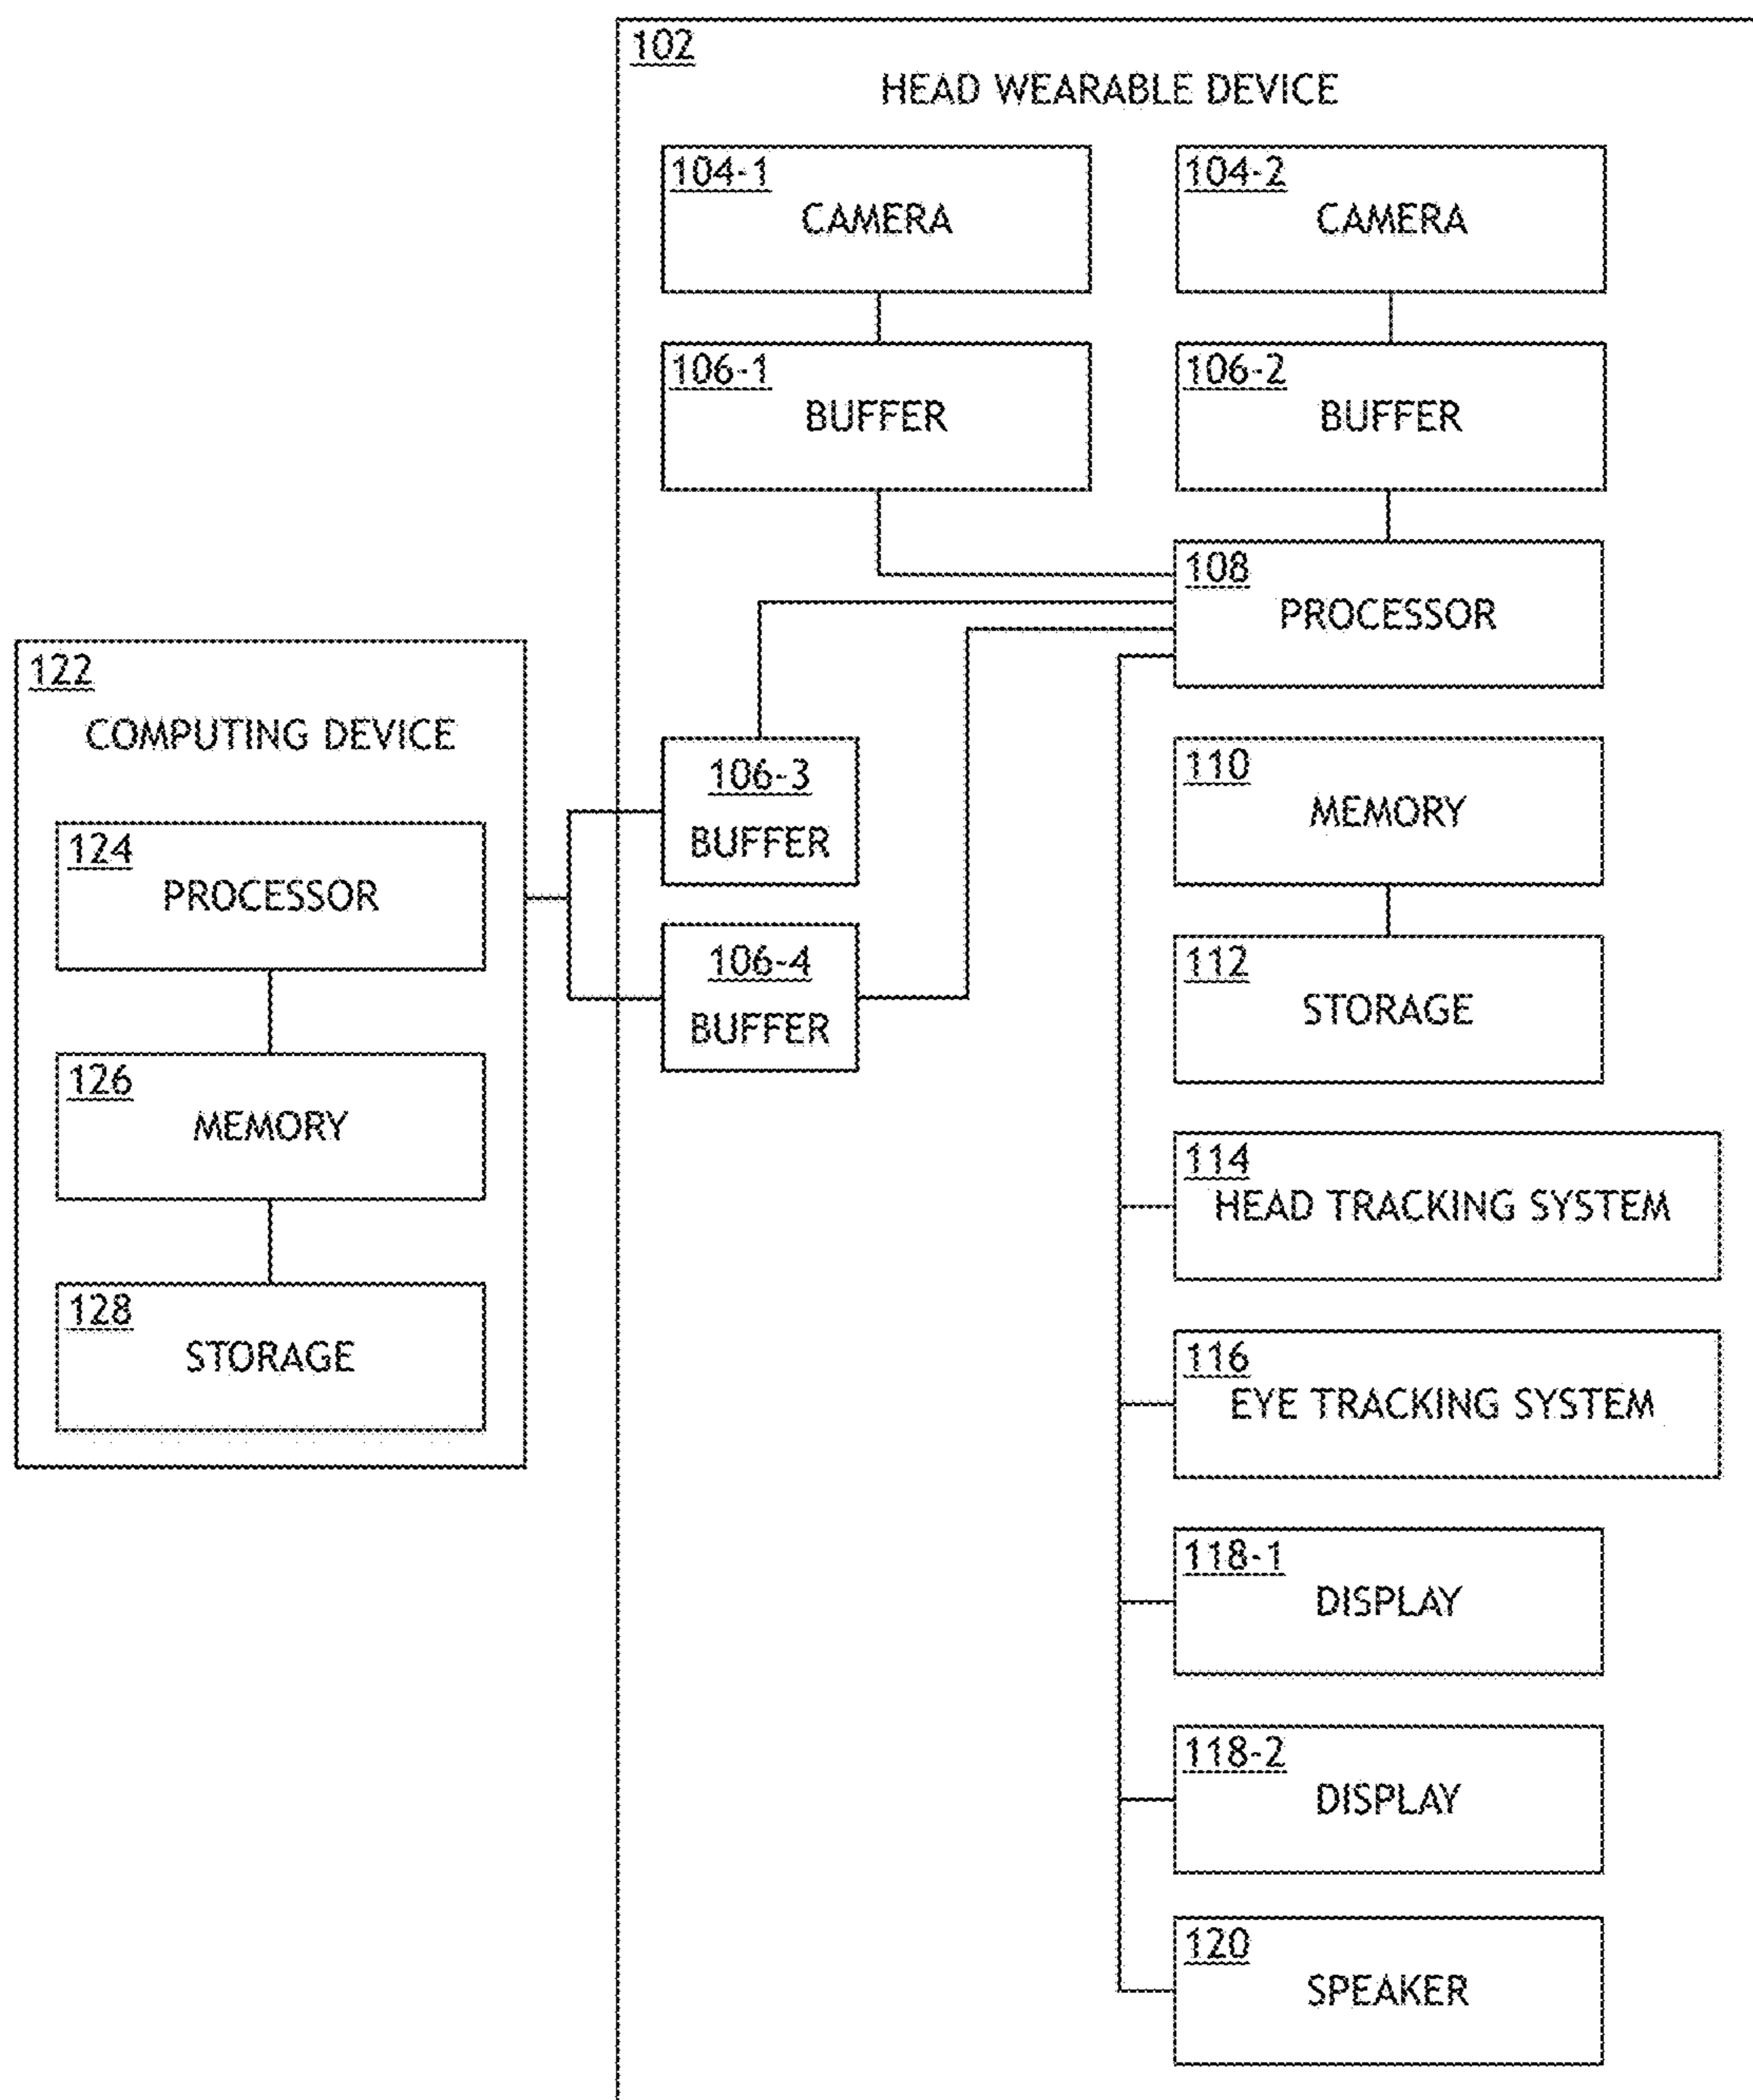 102
HEAD WEARABLE DEVICE
104-1
CAMERA
104-2
CAMERA
106-1
BUFFER
106-2
BUFFER
108
PROCESSOR
122
COMPUTING DEVICE
124
PROCESSOR
126
MEMORY
128
STORAGE
106-3
BUFFER
106-4
BUFFER
110
MEMORY
112
STORAGE
114
HEAD TRACKING SYSTEM
116
EYE TRACKING SYSTEM
118-1
DISPLAY
118-2
DISPLAY
120
SPEAKER